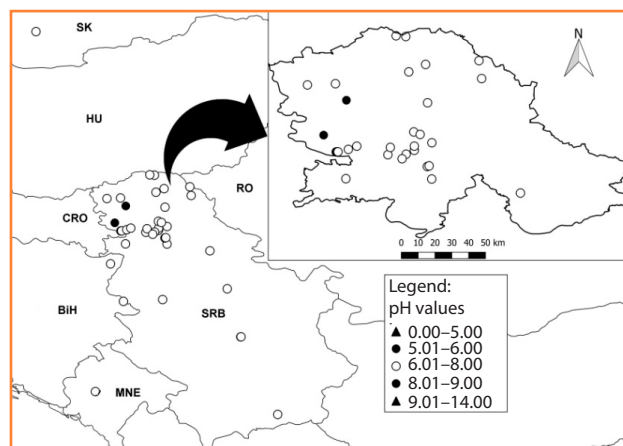 SK
HU
RO
CRO
BiH
SRB
MNE
N
0 10 20 30 40 50 km
Legend:
pH values
0.00–5.00
5.01–6.00
6.01–8.00
8.01–9.00
9.01–14.00